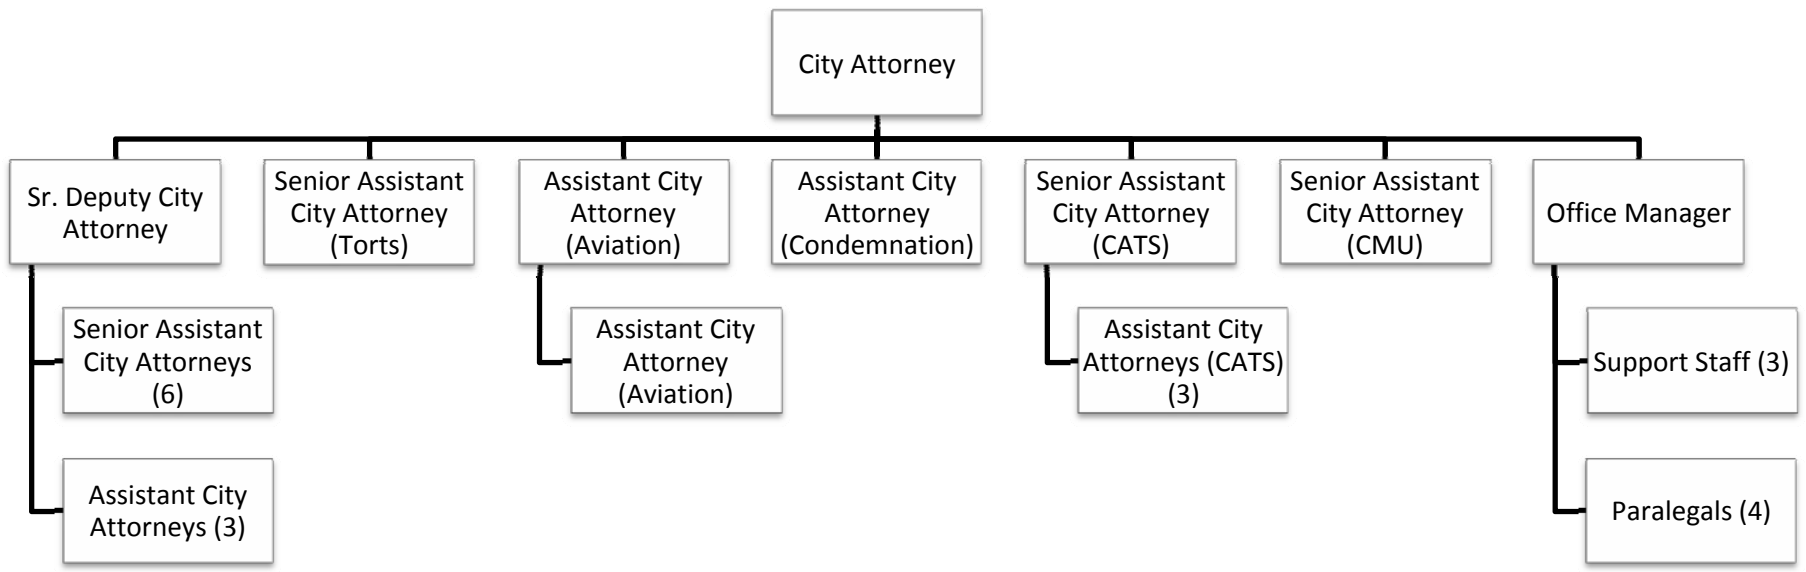 City Attorney
Sr. Deputy City
Attorney
Senior Assistant
City Attorney
(Torts)
Assistant City
Attorney
(Aviation)
Assistant City
Attorney
(Condemnation)
Senior Assistant
City Attorney
(CATS)
Senior Assistant
City Attorney
(CMU)
Office Manager
Senior Assistant
City Attorneys
(6)
Assistant City
Attorney
(Aviation)
Assistant City
Attorneys (CATS)
(3)
Support Staff (3)
Assistant City
Attorneys (3)
Paralegals (4)